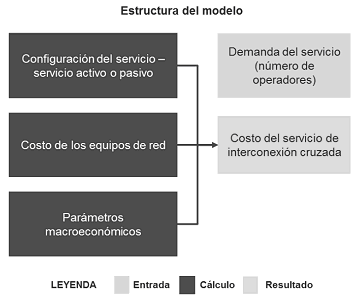 Estructura del modelo
Configuración del servicio –
servicio activo o pasivo
Demanda del servicio
(número de
operadores)
Costo de los equipos de red
Costo del servicio de
interconexión cruzada
Parámetros
macroeconómicos
LEYENDA Entrada Cálculo Resultado